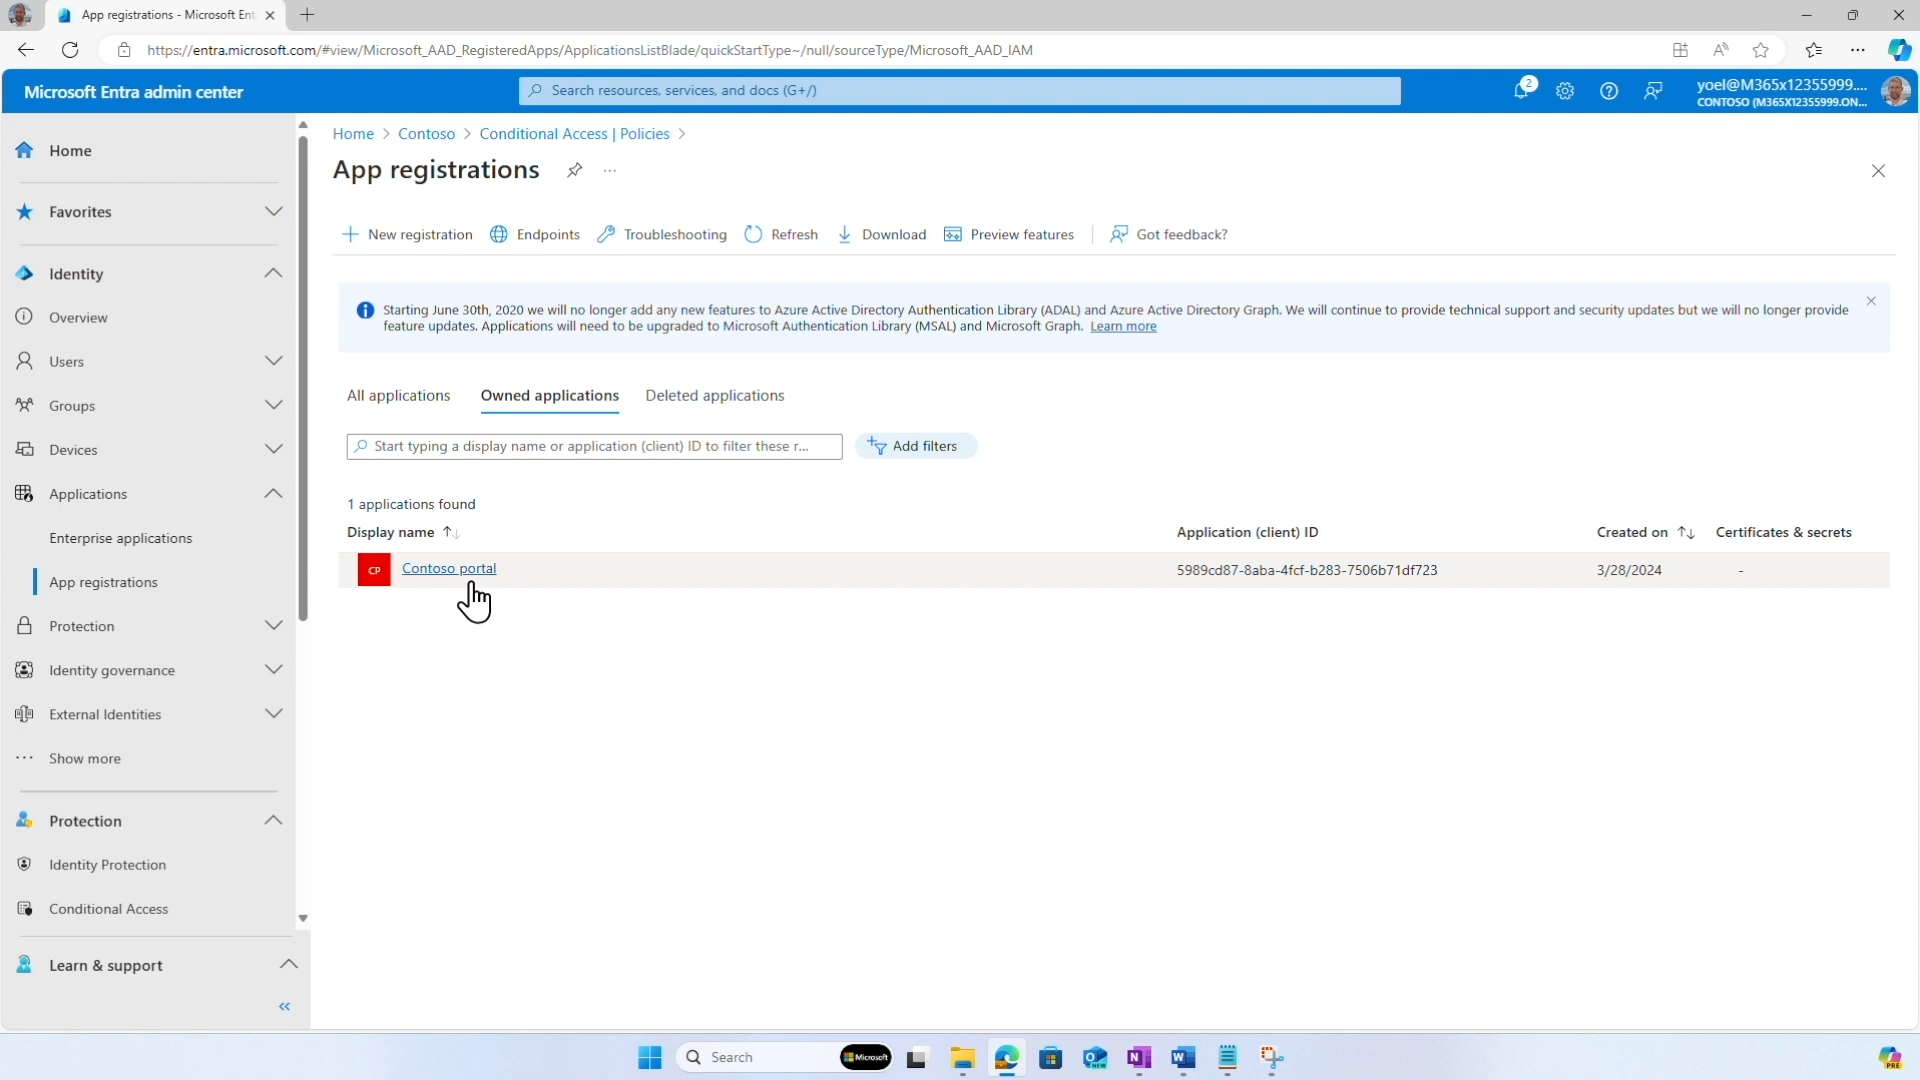 App registrations - Microsoft Ent
https://entra.microsoft.com/#view/Microsoft_AAD_RegisteredApps/ApplicationsListBlade/quickStartType~/null/sourceType/Microsoft_AAD_IAM
Microsoft Entra admin center
Search resources, services, and docs (G+/)
2
yoel@M365x12355999....
CONTOSO (M365X12355999.ON...
Home
Favorites
Identity
Overview
Users
Groups
Devices
Applications
Enterprise applications
App registrations
Protection
Identity governance
External Identities
Show more
Protection
Identity Protection
Conditional Access
Learn & support
Home > Contoso > Conditional Access | Policies >
App registrations
New registration Endpoints Troubleshooting Refresh Download Preview features Got feedback?
Starting June 30th, 2020 we will no longer add any new features to Azure Active Directory Authentication Library (ADAL) and Azure Active Directory Graph. We will continue to provide technical support and security updates but we will no longer provide
feature updates. Applications will need to be upgraded to Microsoft Authentication Library (MSAL) and Microsoft Graph. Learn more
All applications Owned applications Deleted applications
Start typing a display name or application (client) ID to filter these r... Add filters
1 applications found
Display name Application (client) ID Created on Certificates & secrets
CP Contoso portal 5989cd87-8aba-4fcf-b283-7506b71df723 3/28/2024 -
Search Microsoft NEW N W PRE